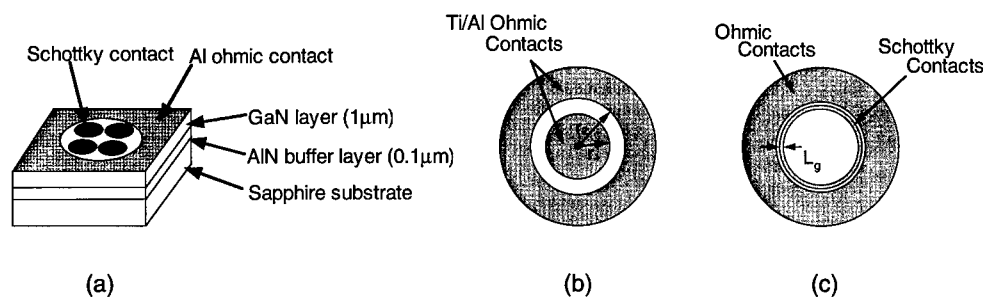 Schottky contact
Al ohmic contact
GaN layer (1μm)
AlN buffer layer (0.1μm)
Sapphire substrate
(a)
Ti/Al Ohmic
Contacts
(b)
Ohmic
Contacts
Schottky
Contacts
Lg
(c)